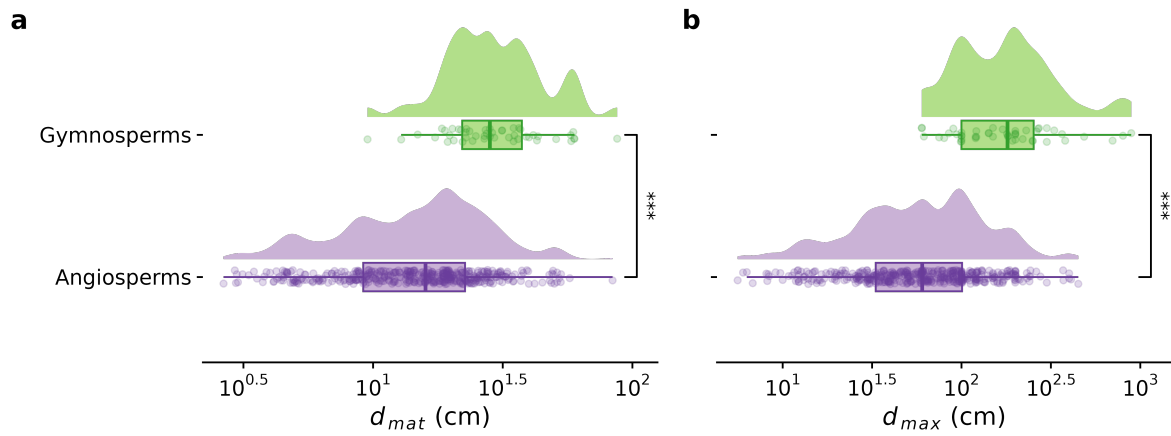 a
b
Gymnosperms
Angiosperms
***
***
10^0.5 10^1 10^1.5 10^2
d_mat (cm)
10^1 10^1.5 10^2 10^2.5 10^3
d_max (cm)